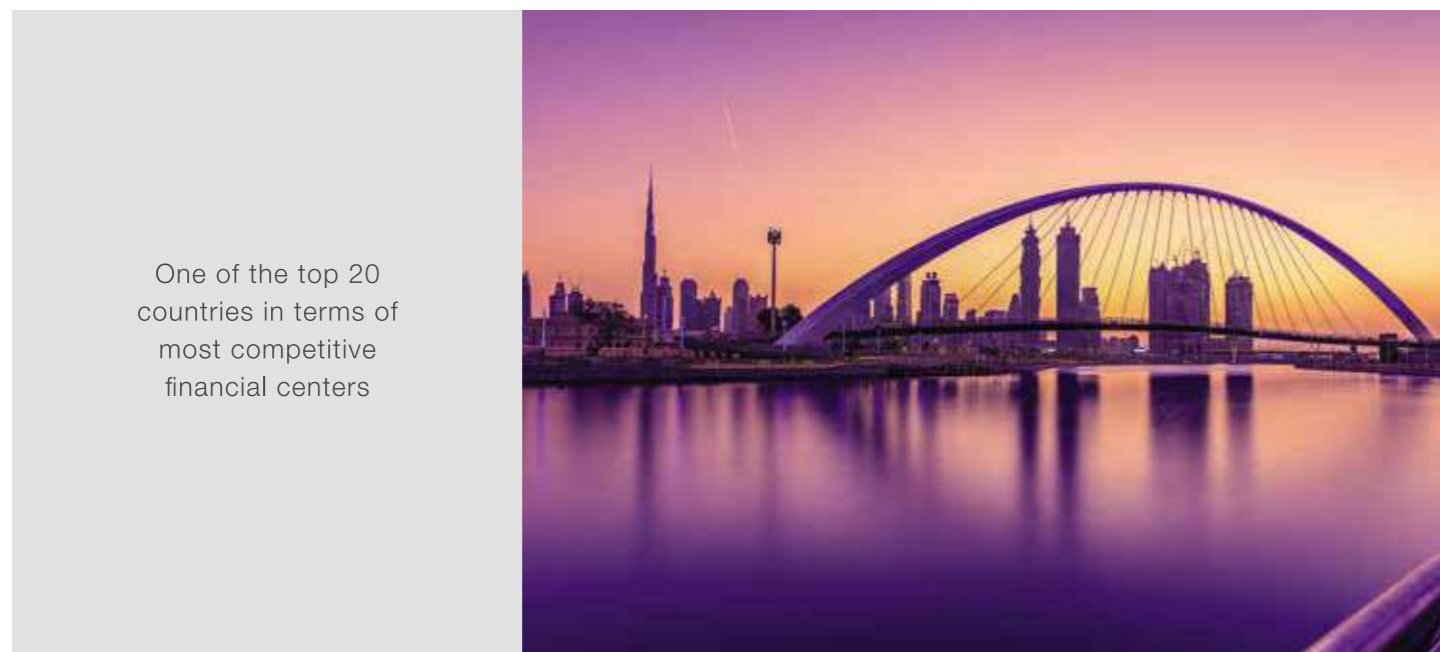 One of the top 20
countries in terms of
most competitive
financial centers